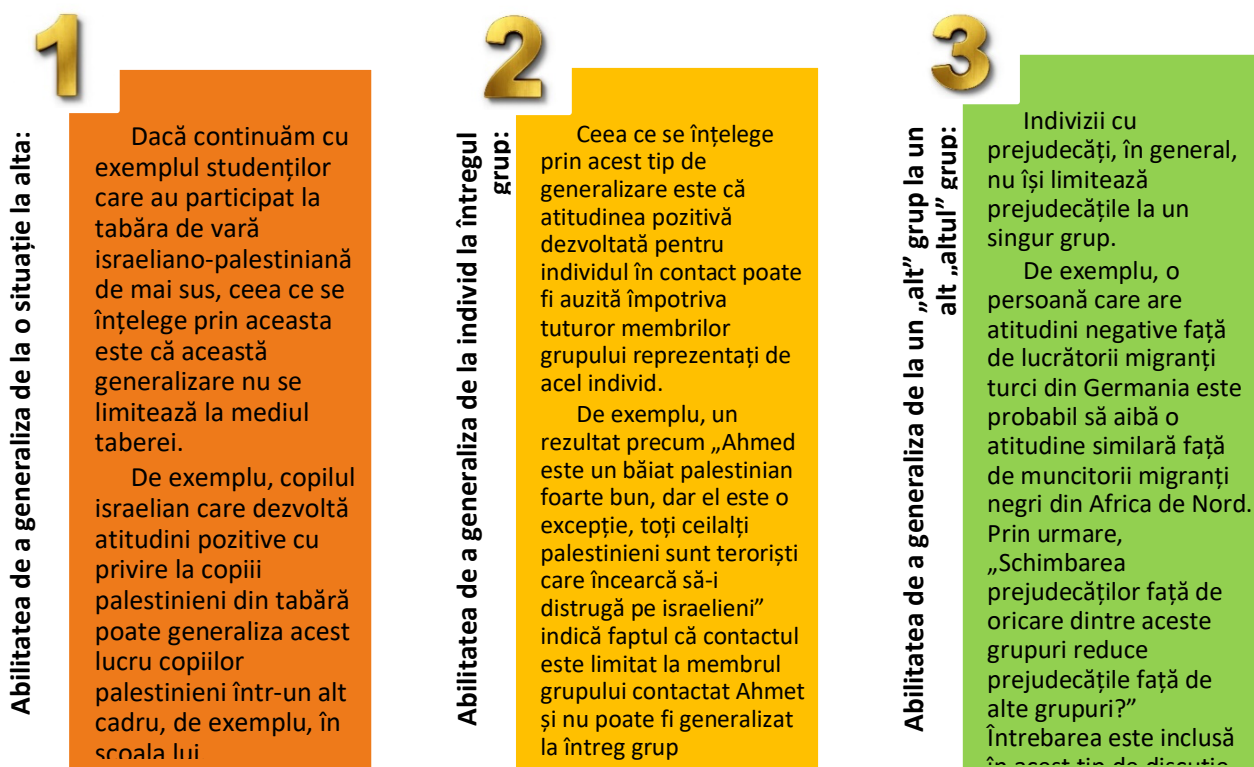 1
Abilitatea de a generaliza de la o situație la alta:
Dacă continuăm cu
exemplul studenților
care au participat la
tabăra de vară
israeliano-palestiniană
de mai sus, ceea ce se
înțelege prin aceasta
este că această
generalizare nu se
limitează la mediul
taberei.
De exemplu, copilul
israelian care dezvoltă
atitudini pozitive cu
privire la copiii
palestinieni din tabără
poate generaliza acest
lucru copiilor
palestinieni într-un alt
cadru, de exemplu, în
școala lui
2
Abilitatea de a generaliza de la individ la întregul
grup:
Ceea ce se înțelege
prin acest tip de
generalizare este că
atitudinea pozitivă
dezvoltată pentru
individul în contact poate
fi auzită împotriva
tuturor membrilor
grupului reprezentați de
acel individ.
De exemplu, un
rezultat precum „Ahmed
este un băiat palestinian
foarte bun, dar el este o
excepție, toți ceilalți
palestinieni sunt teroriști
care încearcă să-i
distrugă pe israelieni”
indică faptul că contactul
este limitat la membrul
grupului contactat Ahmet
și nu poate fi generalizat
la întreg grup
3
Abilitatea de a generaliza de la un „alt” grup la un
alt „altul” grup:
Indivizii cu
prejudecăți, în general,
nu își limitează
prejudecățile la un
singur grup.
De exemplu, o
persoană care are
atitudini negative față
de lucrătorii migranți
turci din Germania este
probabil să aibă o
atitudine similară față
de muncitorii migranți
negri din Africa de Nord.
Prin urmare,
„Schimbarea
prejudecăților față de
oricare dintre aceste
grupuri reduce
prejudecățile față de
alte grupuri?”
Întrebarea este inclusă
în acest tip de discuție